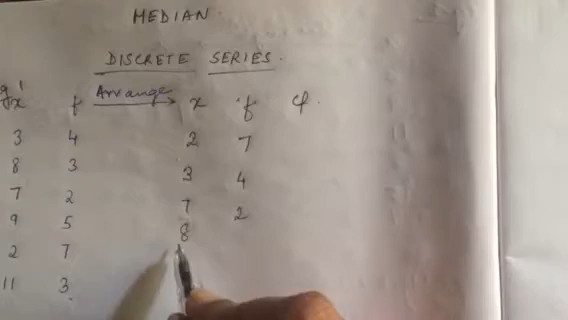 MEDIAN.
DISCRETE SERIES.
x f Arrange x f cf.
3 4 2 7
8 3 3 4
7 2 7 2
9 5 8
2 7
11 3